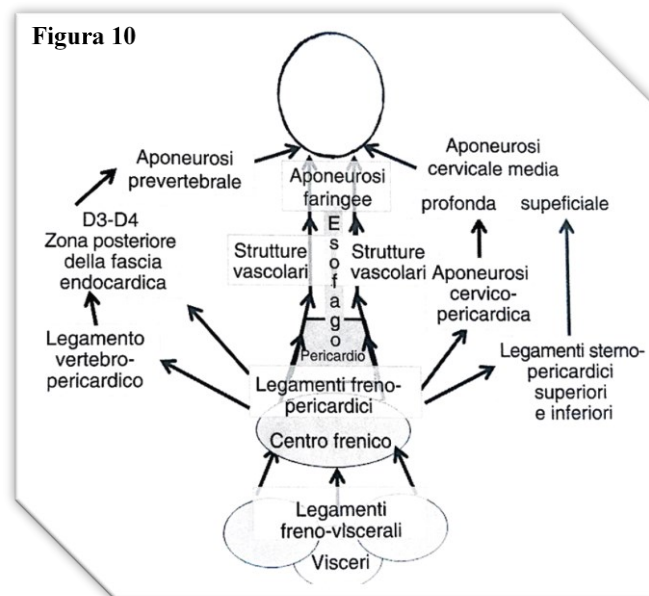 Figura 10
Aponeurosi
prevertebrale
Aponeurosi
cervicale media
Aponeurosi
faringee
profonda
supeficiale
D3-D4
Zona posteriore
della fascia
endocardica
Strutture
vascolari
Esofago
Strutture
vascolari
Aponeurosi
cervico-
pericardica
Legamento
vertebro-
pericardico
Pericardio
Legamenti freno-
pericardici
Legamenti sterno-
pericardici
superiori
e inferiori
Centro frenico
Legamenti
freno-vlscerali
Visceri